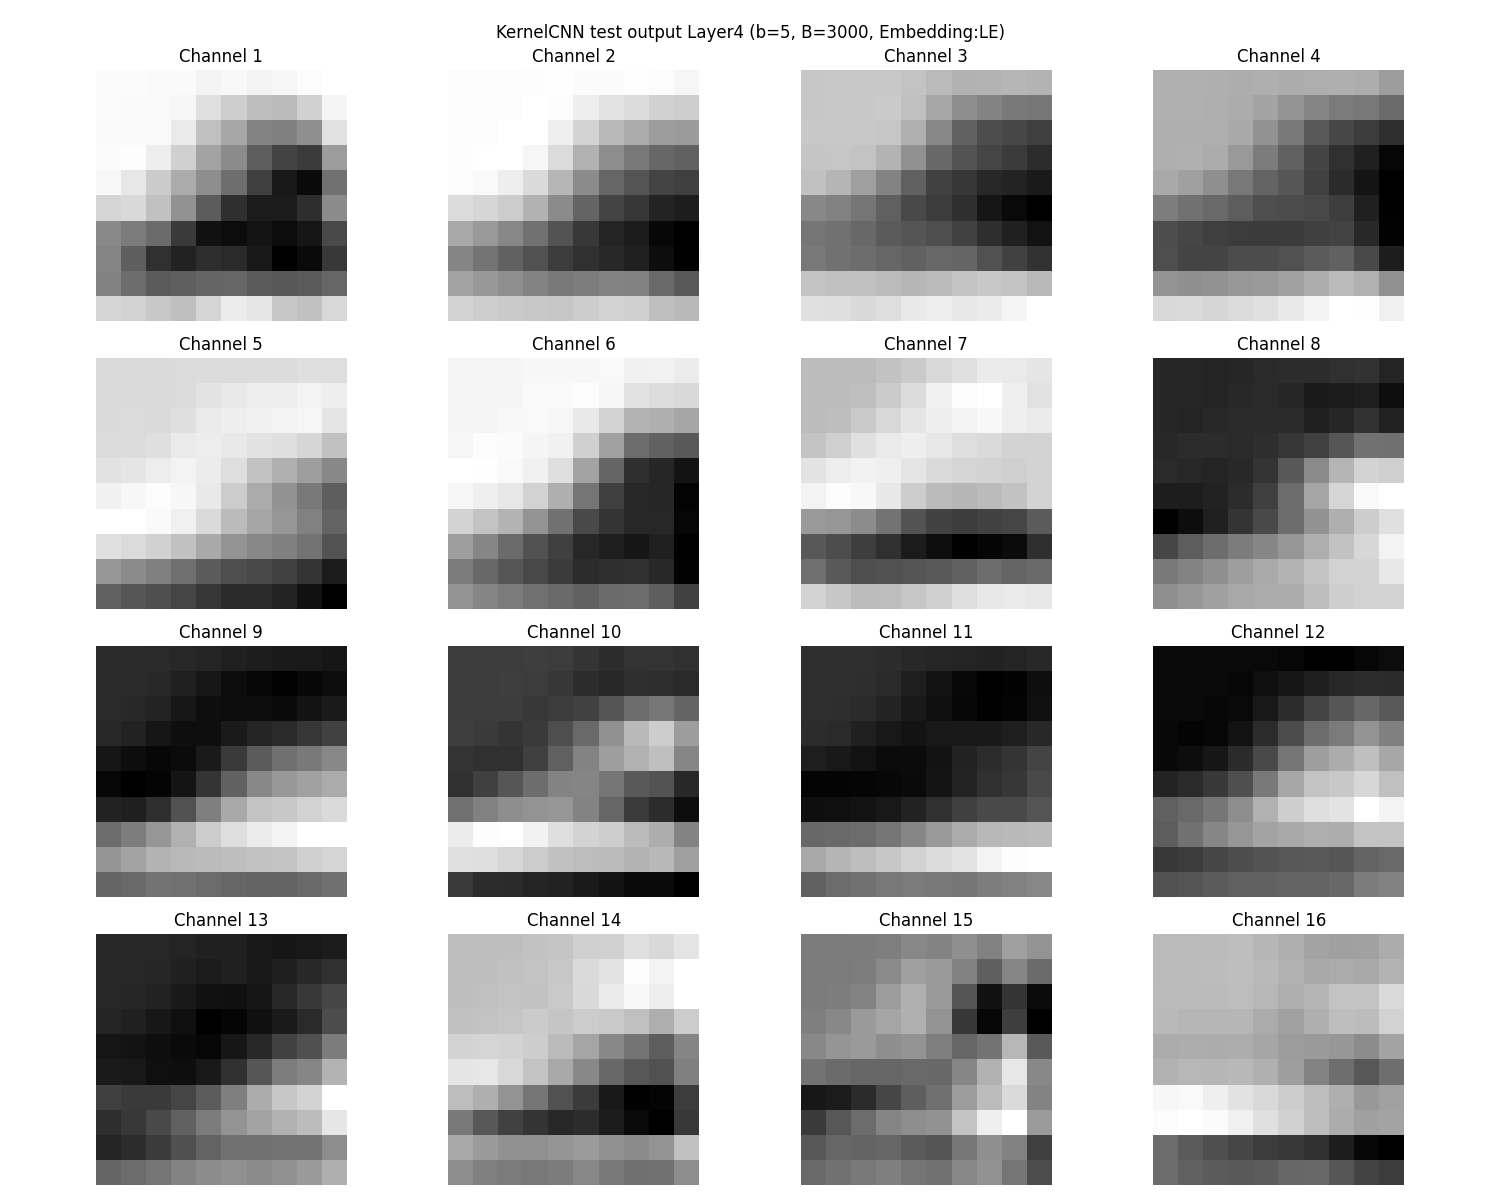 KernelCNN test output Layer4 (b=5, B=3000, Embedding:LE)
Channel 1
Channel 2
Channel 3
Channel 4
Channel 5
Channel 6
Channel 7
Channel 8
Channel 9
Channel 10
Channel 11
Channel 12
Channel 13
Channel 14
Channel 15
Channel 16